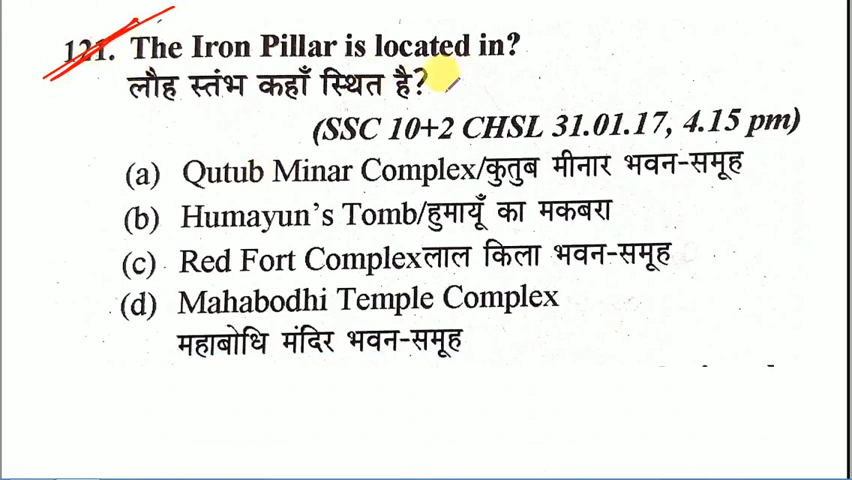 121. The Iron Pillar is located in?
लौह स्तंभ कहाँ स्थित है?
(SSC 10+2 CHSL 31.01.17, 4.15 pm)
(a) Qutub Minar Complex/कुतुब मीनार भवन-समूह
(b) Humayun's Tomb/हुमायूँ का मकबरा
(c) Red Fort Complexलाल किला भवन-समूह
(d) Mahabodhi Temple Complex
महाबोधि मंदिर भवन-समूह